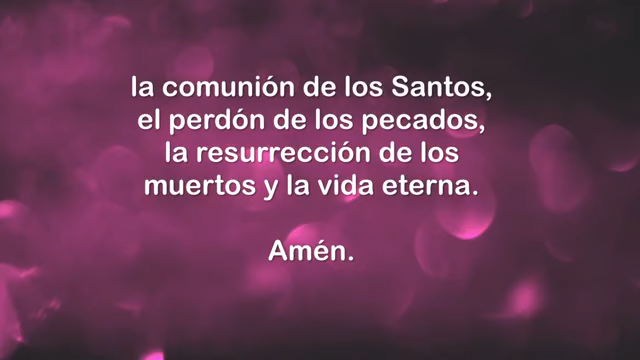 la comunión de los Santos,
el perdón de los pecados,
la resurrección de los
muertos y la vida eterna.
Amén.